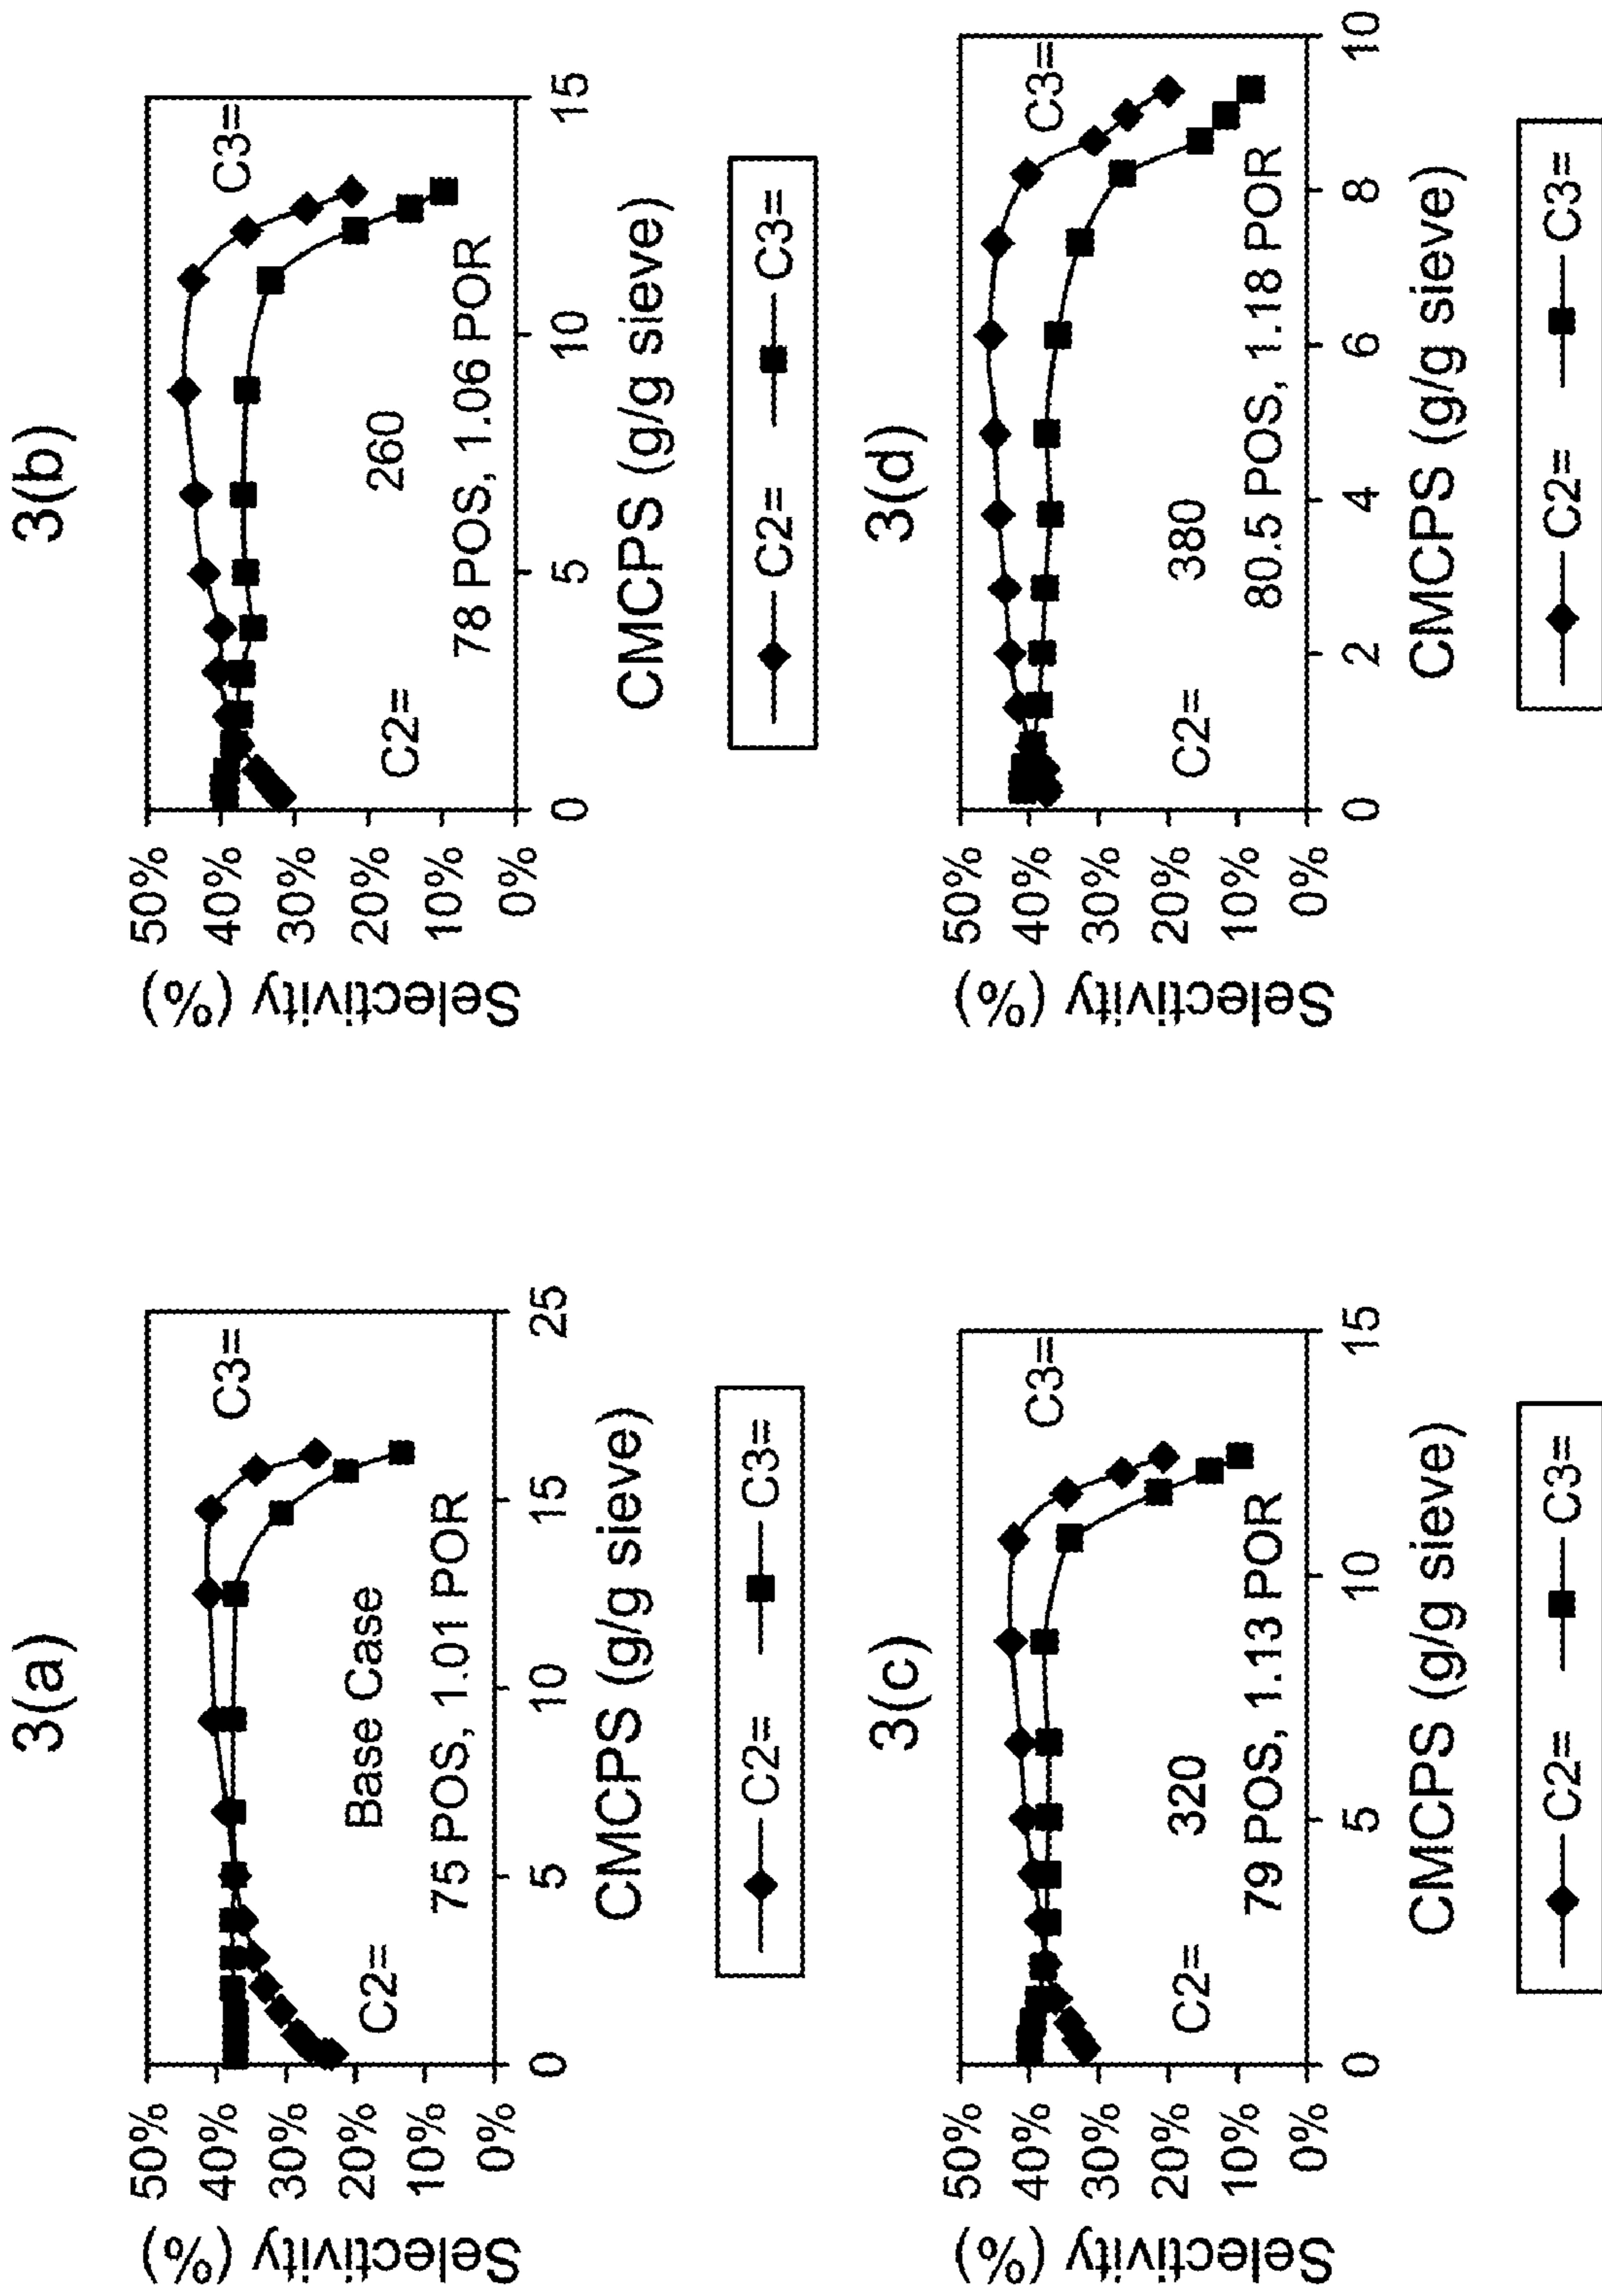 3(a)
Selectivity (%)
50%
40%
30%
20%
10%
0%
C3=
C2=
Base Case
75 POS, 1.01 POR
0 5 10 15 25
CMCPS (g/g sieve)
C2= C3=
3(b)
Selectivity (%)
50%
40%
30%
20%
10%
0%
C3=
C2=
260
78 POS, 1.06 POR
0 5 10 15
CMCPS (g/g sieve)
C2= C3=
3(c)
Selectivity (%)
50%
40%
30%
20%
10%
0%
C3=
C2=
320
79 POS, 1.13 POR
0 5 10 15
CMCPS (g/g sieve)
C2= C3=
3(d)
Selectivity (%)
50%
40%
30%
20%
10%
0%
C3=
C2=
380
80.5 POS, 1.18 POR
0 2 4 6 8 10
CMCPS (g/g sieve)
C2= C3=